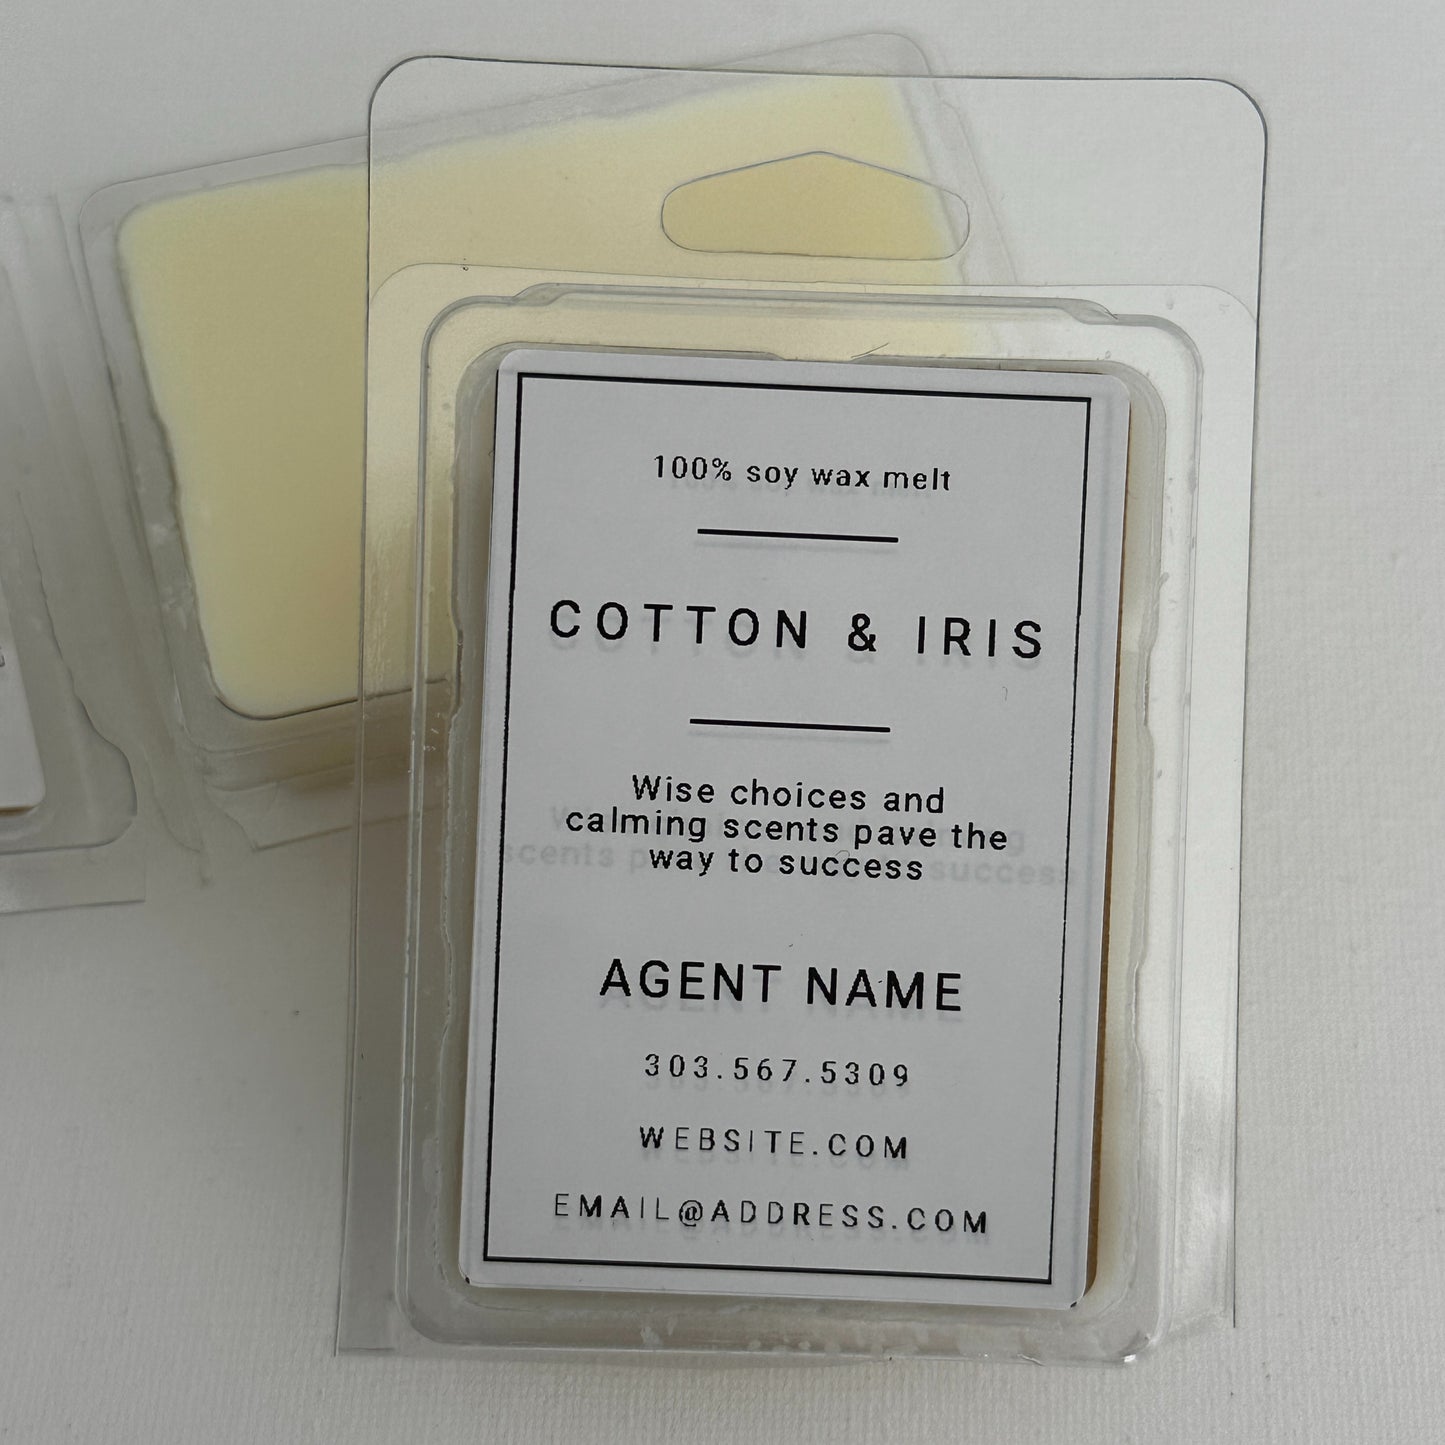 100% soy wax melt
COTTON & IRIS
Wise choices and
calming scents pave the
way to success
AGENT NAME
303.567.5309
WEBSITE.COM
EMAIL@ADDRESS.COM